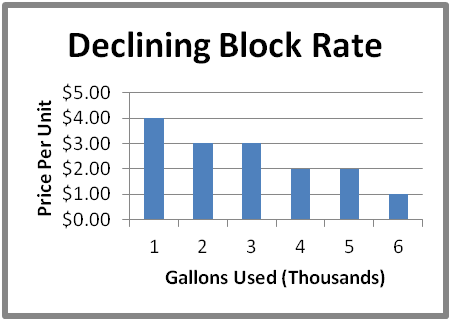 Declining Block Rate
Price Per Unit
$5.00
$4.00
$3.00
$2.00
$1.00
$0.00
1 2 3 4 5 6
Gallons Used (Thousands)